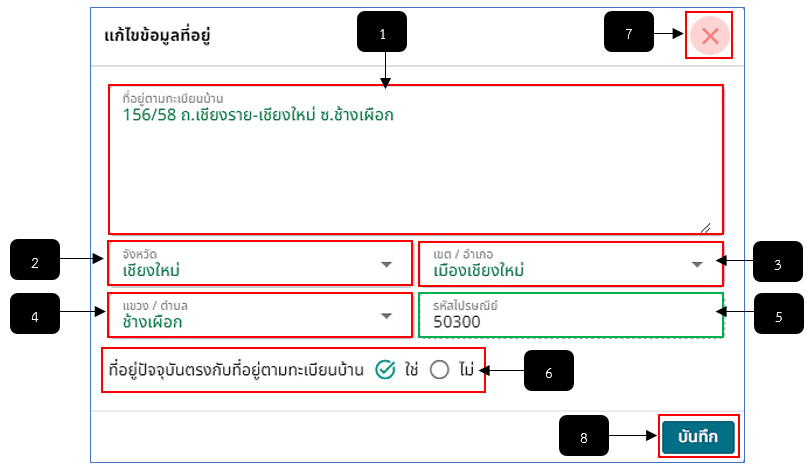 แก้ไขข้อมูลที่อยู่
1
7
ที่อยู่ตามทะเบียนบ้าน
156/58 ถ.เชียงราย-เชียงใหม่ ซ.ช้างเผือก
2
จังหวัด
เชียงใหม่
เขต / อำเภอ
เมืองเชียงใหม่
3
4
แขวง / ตำบล
ช้างเผือก
รหัสไปรษณีย์
50300
5
ที่อยู่ปัจจุบันตรงกับที่อยู่ตามทะเบียนบ้าน ใช่ ไม่
6
8
บันทึก